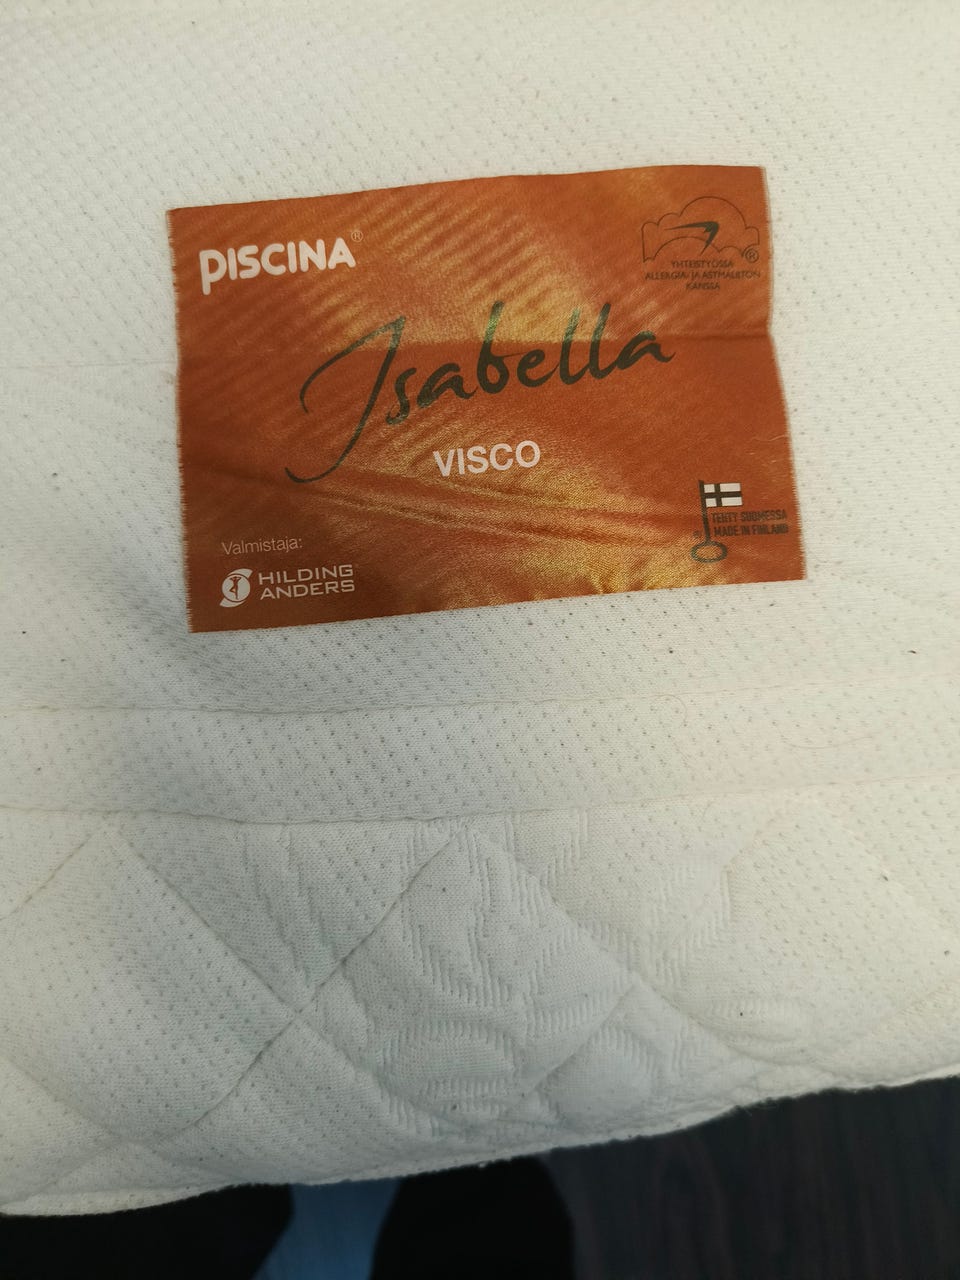 PISCINA®
®
YHTEISTYÖSSÄ
ALLERGIA- JA ASTMALIITON
KANSSA
Isabella
VISCO
TEHTY SUOMESSA
MADE IN FINLAND
Valmistaja:
HILDING
ANDERS